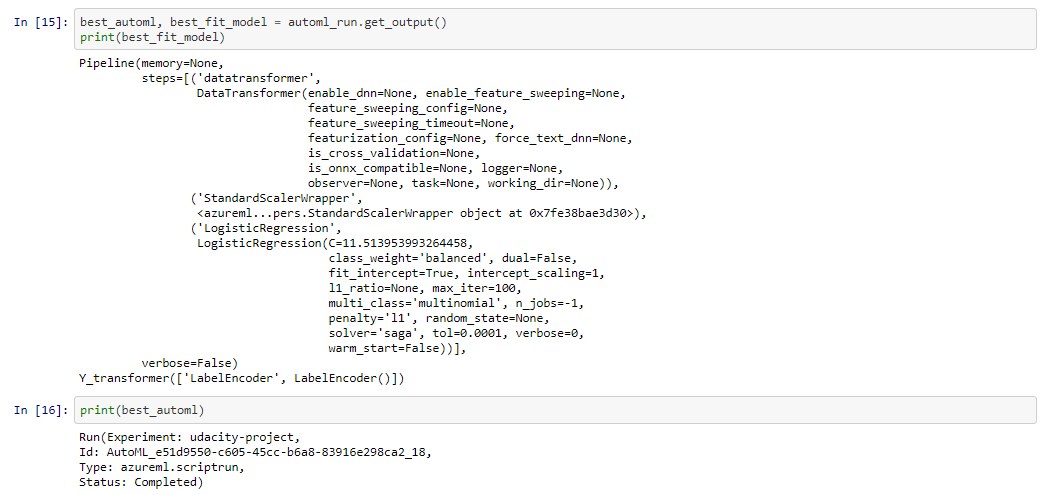 In [15]: best_automl, best_fit_model = automl_run.get_output()
print(best_fit_model)
Pipeline(memory=None,
steps=[('datatransformer',
DataTransformer(enable_dnn=None, enable_feature_sweeping=None,
feature_sweeping_config=None,
feature_sweeping_timeout=None,
featurization_config=None, force_text_dnn=None,
is_cross_validation=None,
is_onnx_compatible=None, logger=None,
observer=None, task=None, working_dir=None)),
('StandardScalerWrapper',
<azureml...pers.StandardScalerWrapper object at 0x7fe38bae3d30>),
('LogisticRegression',
LogisticRegression(C=11.513953993264458,
class_weight='balanced', dual=False,
fit_intercept=True, intercept_scaling=1,
l1_ratio=None, max_iter=100,
multi_class='multinomial', n_jobs=-1,
penalty='l1', random_state=None,
solver='saga', tol=0.0001, verbose=0,
warm_start=False))],
verbose=False)
Y_transformer(['LabelEncoder', LabelEncoder()])
In [16]: print(best_automl)
Run(Experiment: udacity-project,
Id: AutoML_e51d9550-c605-45cc-b6a8-83916e298ca2_18,
Type: azureml.scriptrun,
Status: Completed)